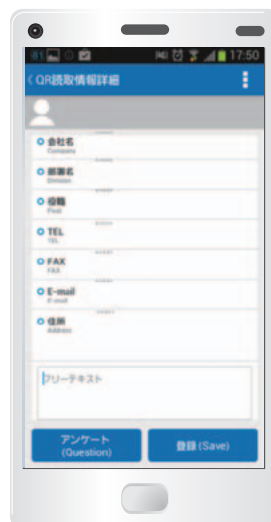 17:50
QR読取情報詳細
会社名
Company
部署名
Division
役職
Post
TEL
TEL
FAX
FAX
E-mail
E-mail
住所
Address
フリーテキスト
アンケート
(Question)
登録 (Save)